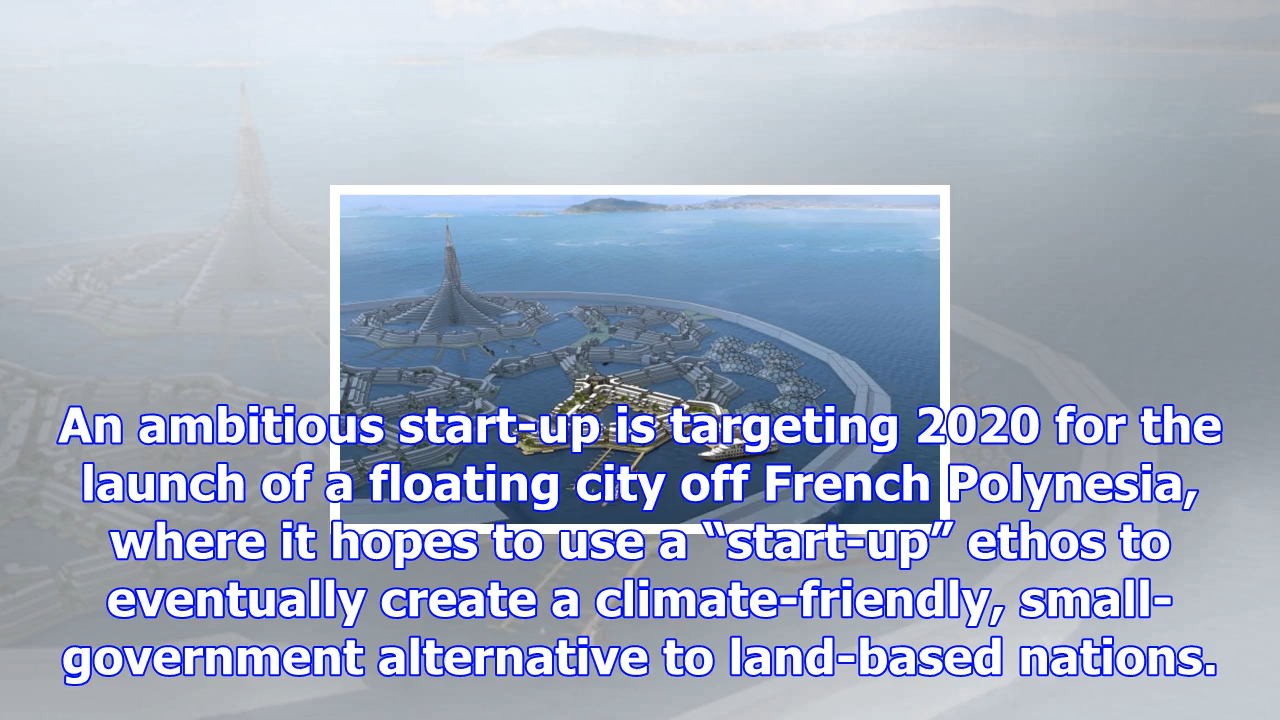 An ambitious start-up is targeting 2020 for the
launch of a floating city off French Polynesia,
where it hopes to use a “start-up” ethos to
eventually create a climate-friendly, small-
government alternative to land-based nations.